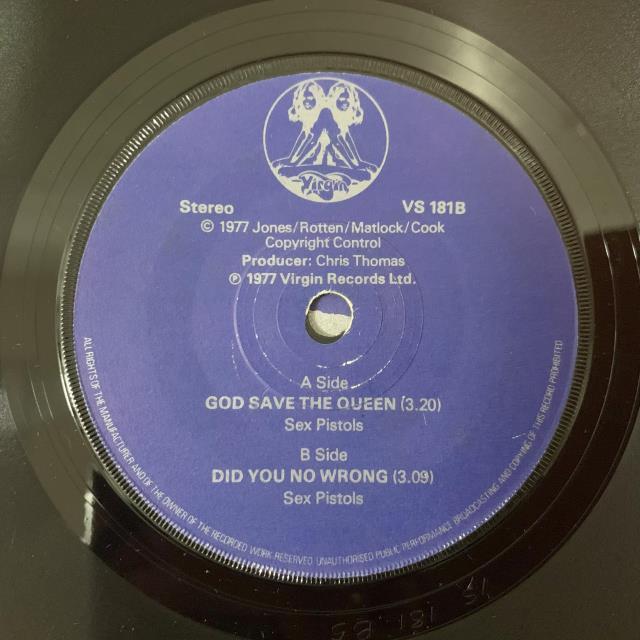 Virgin
Stereo
VS 181B
© 1977 Jones/Rotten/Matlock/Cook
Copyright Control
Producer: Chris Thomas
℗ 1977 Virgin Records Ltd.
A Side
GOD SAVE THE QUEEN (3.20)
Sex Pistols
B Side
DID YOU NO WRONG (3.09)
Sex Pistols
ALL RIGHTS OF THE MANUFACTURER AND OF THE OWNER OF THE RECORDED WORK RESERVED UNAUTHORISED PUBLIC PERFORMANCE BROADCASTING AND COPYING OF THIS RECORD PROHIBITED